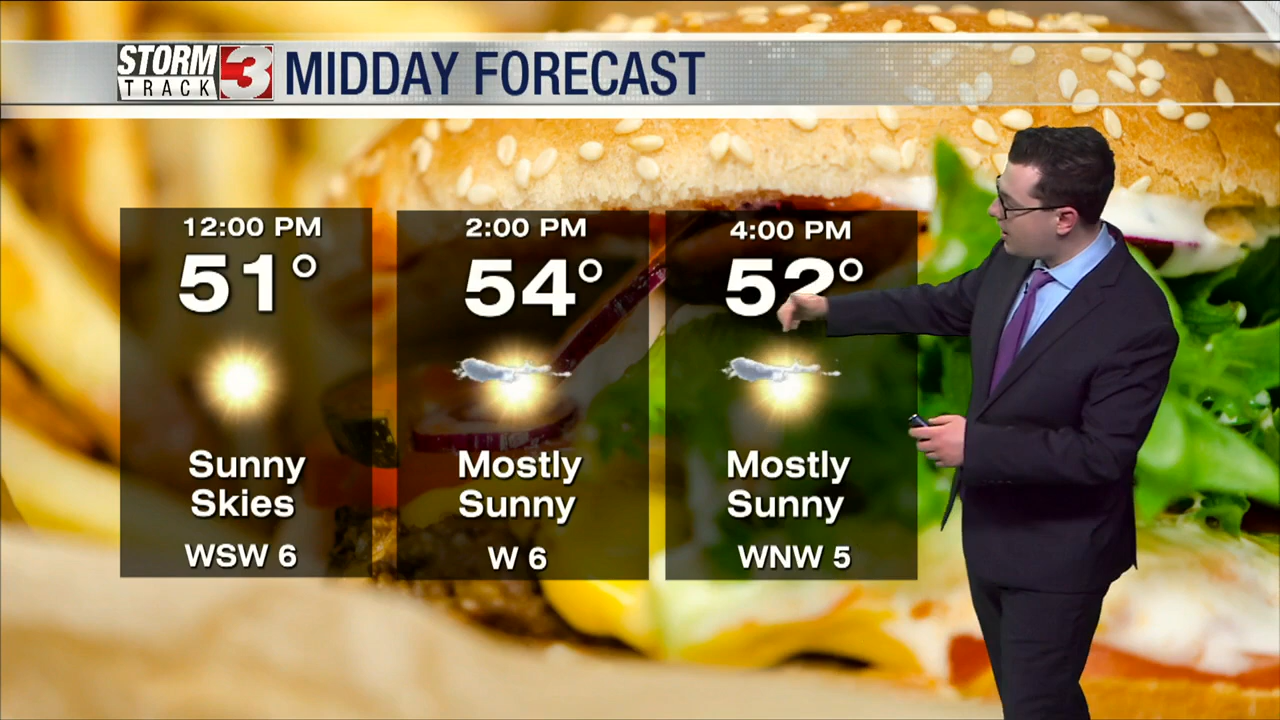 STORM
TRACK 3
MIDDAY FORECAST
12:00 PM
51°
Sunny
Skies
WSW 6
2:00 PM
54°
Mostly
Sunny
W 6
4:00 PM
52°
Mostly
Sunny
WNW 5